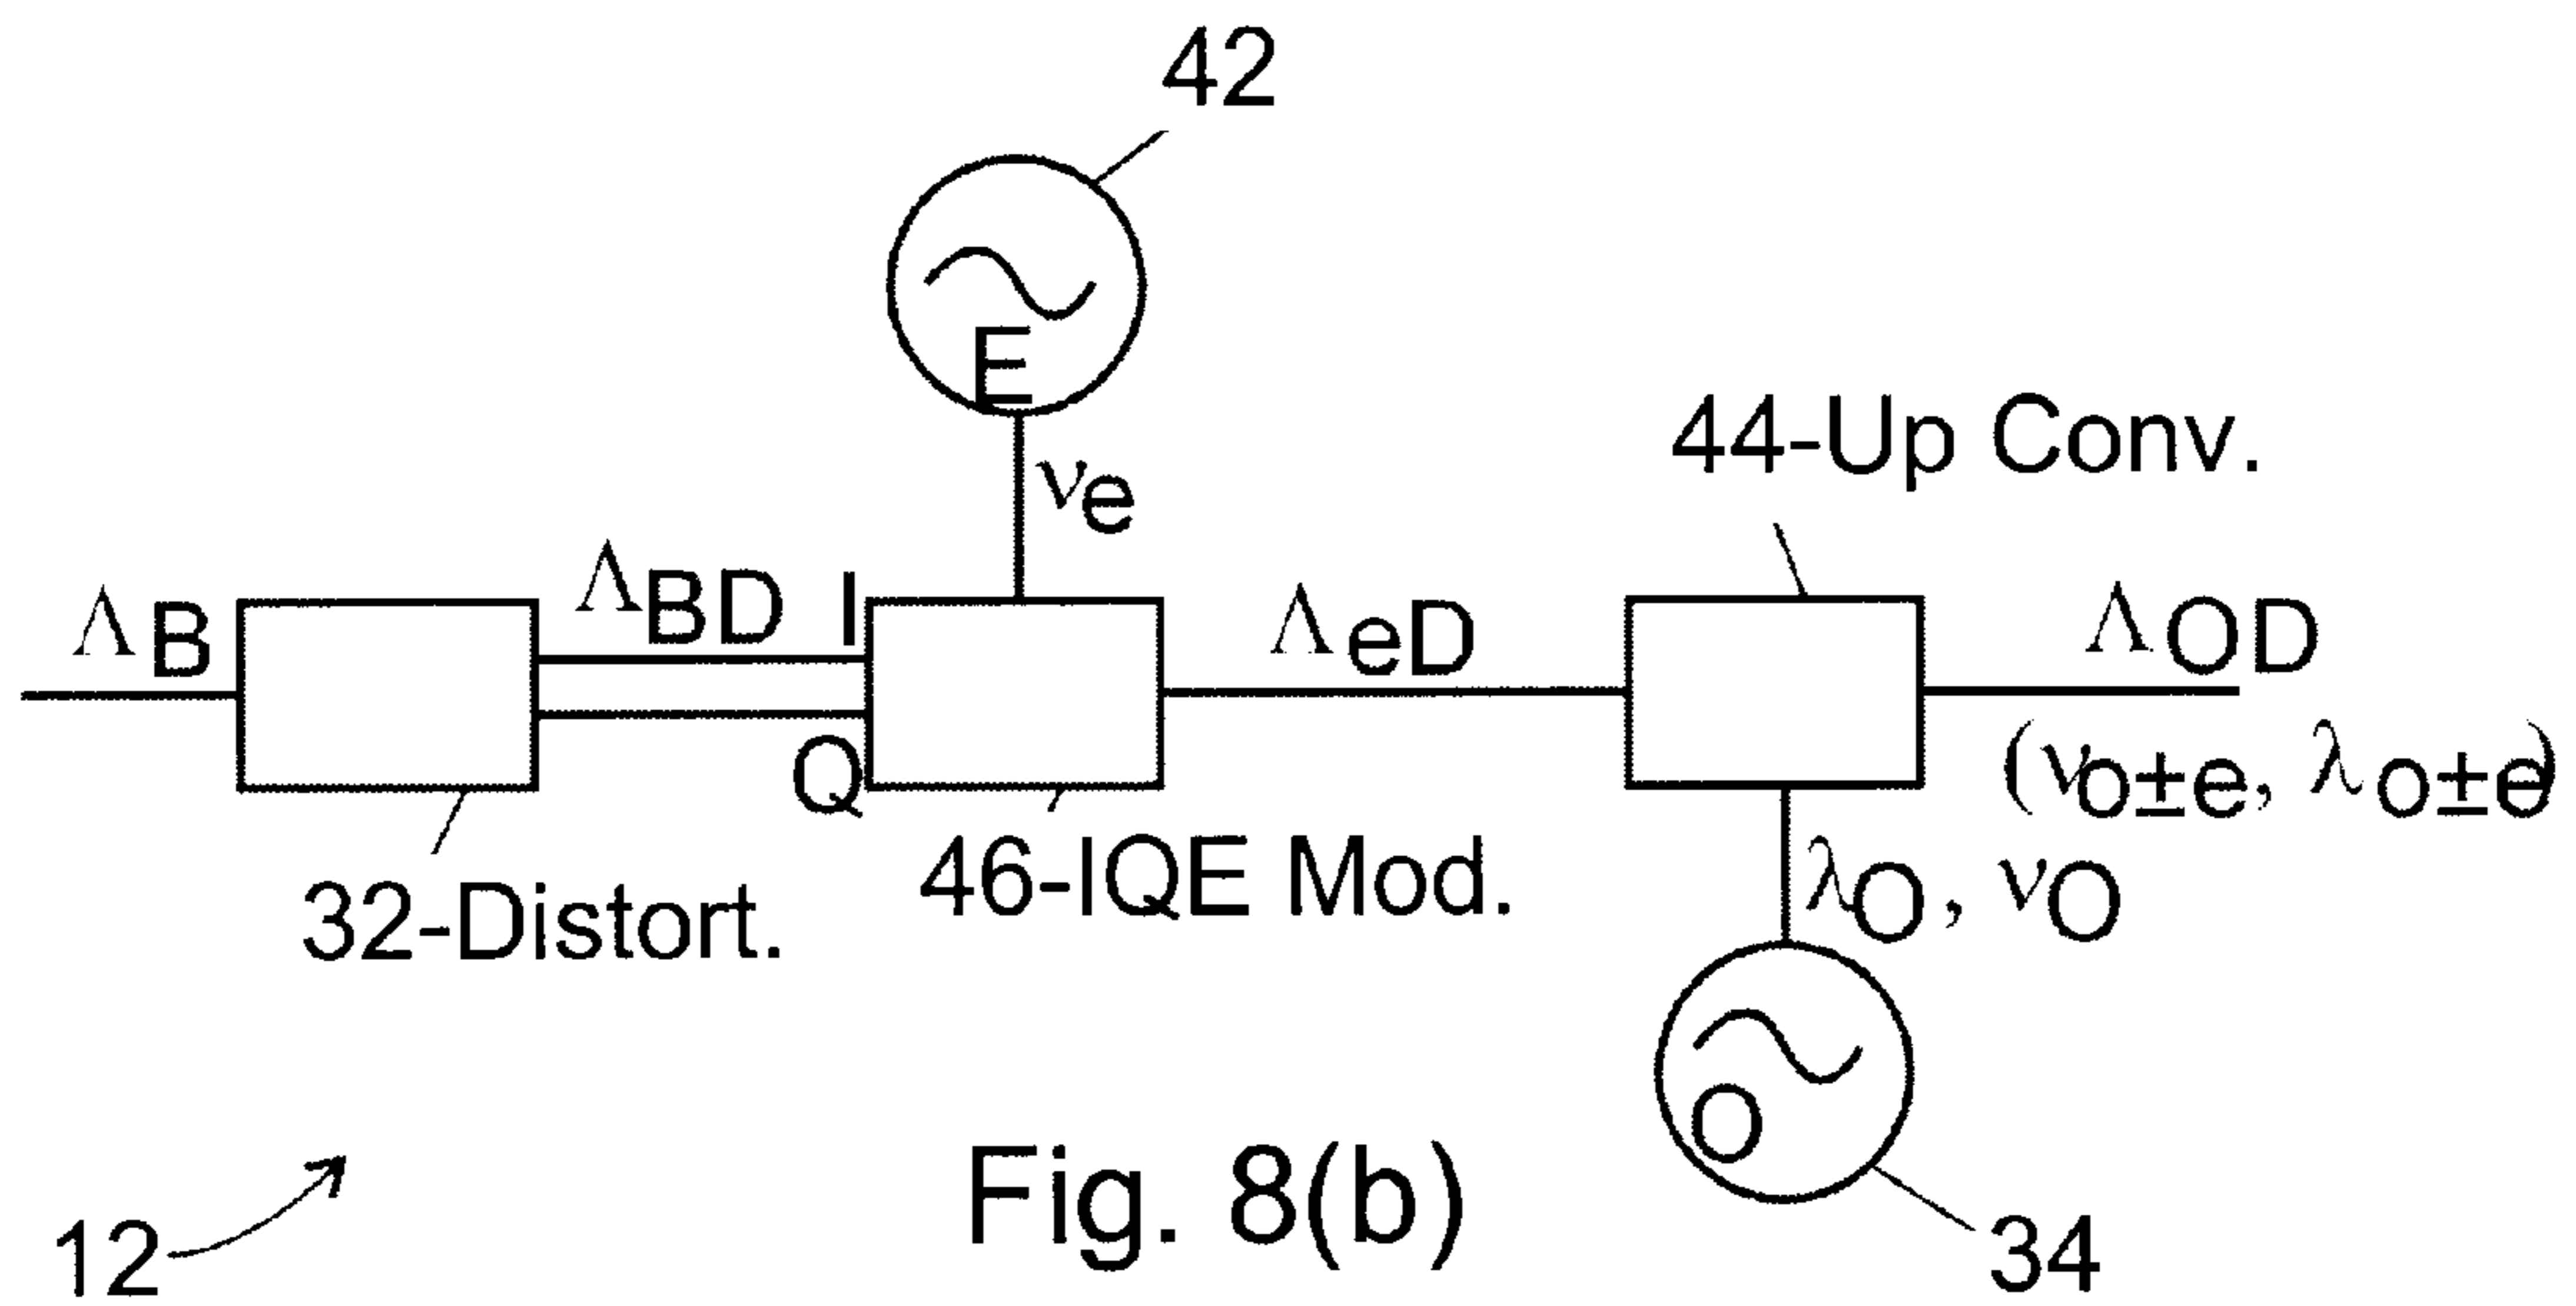 42
E
νe
44-Up Conv.
ΛB
ΛBD I
ΛeD
ΛOD
Q
(νo±e, λo±e)
46-IQE Mod.
λO, νO
32-Distort.
O
Fig. 8(b)
12
34